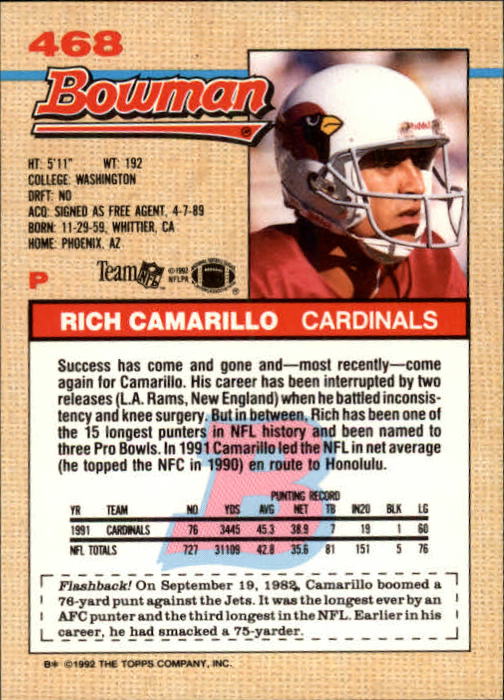 468
Bowman
Riddell
HT: 5'11" WT: 192
COLLEGE: WASHINGTON
DRFT: NO
ACQ: SIGNED AS FREE AGENT, 4-7-89
BORN: 11-29-59, WHITTIER, CA
HOME: PHOENIX, AZ
P
Team NFL ©1992 NFLPA
RICH CAMARILLO CARDINALS
Success has come and gone and—most recently—come
again for Camarillo. His career has been interrupted by two
releases (L.A. Rams, New England) when he battled inconsis-
tency and knee surgery. But in between, Rich has been one of
the 15 longest punters in NFL history and been named to
three Pro Bowls. In 1991 Camarillo led the NFL in net average
(he topped the NFC in 1990) en route to Honolulu.
PUNTING RECORD
YR TEAM NO YDS AVG NET TB IN20 BLK LG
1991 CARDINALS 76 3445 45.3 38.9 7 19 1 60
NFL TOTALS 727 31109 42.8 35.6 81 151 5 76
Flashback! On September 19, 1982, Camarillo boomed a
76-yard punt against the Jets. It was the longest ever by an
AFC punter and the third longest in the NFL. Earlier in his
career, he had smacked a 75-yarder.
B* ©1992 THE TOPPS COMPANY, INC.